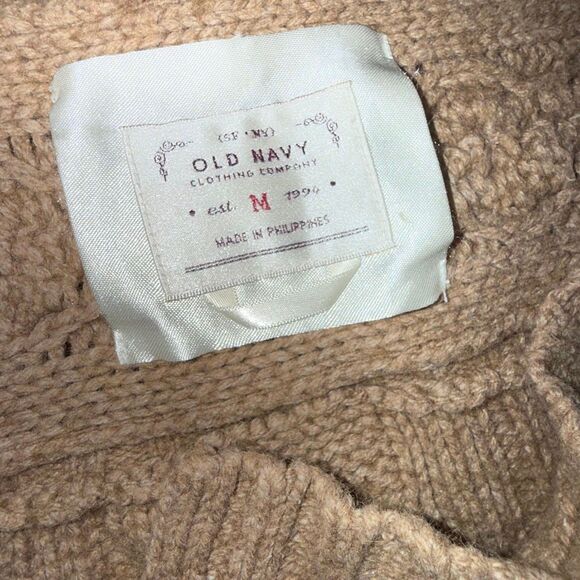 (SF • NY)
OLD NAVY
CLOTHING COMPANY
• est. M 1994 •
MADE IN PHILIPPINES